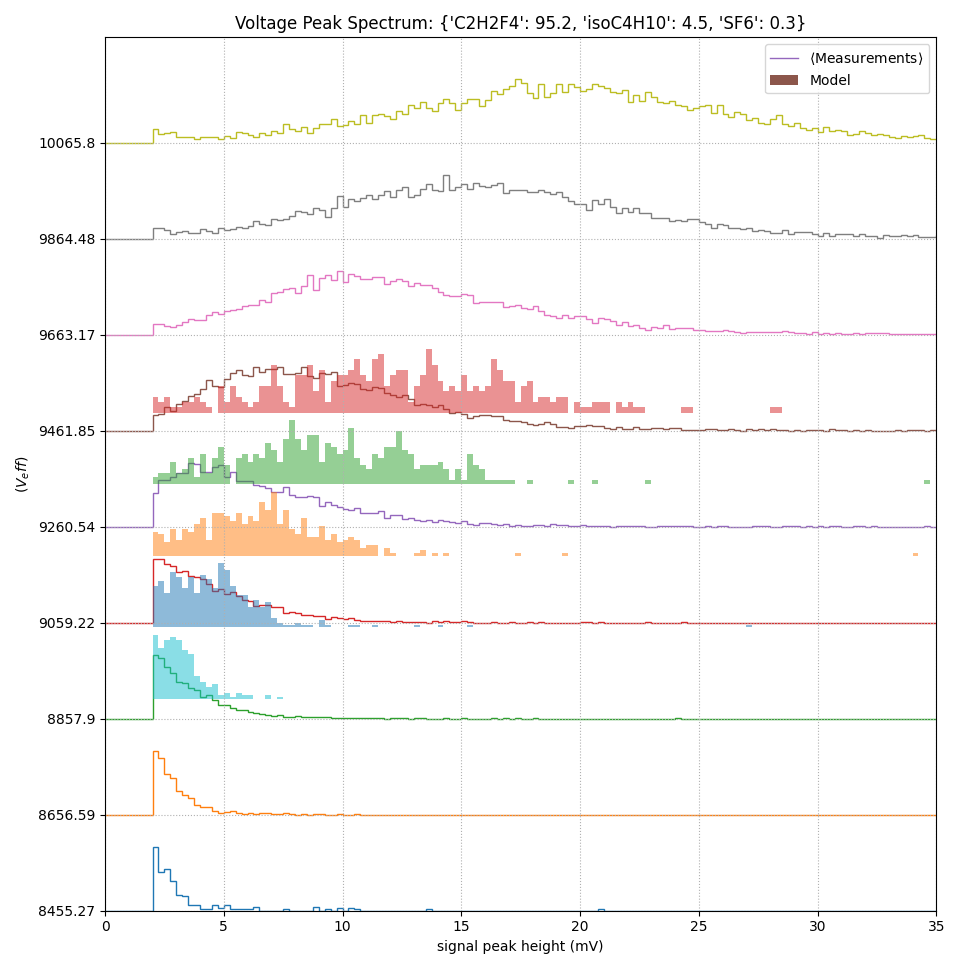 Voltage Peak Spectrum: {'C2H2F4': 95.2, 'isoC4H10': 4.5, 'SF6': 0.3}
⟨Measurements⟩
Model
10065.8
9864.48
9663.17
9461.85
9260.54
9059.22
8857.9
8656.59
8455.27
(Veff)
0 5 10 15 20 25 30 35
signal peak height (mV)